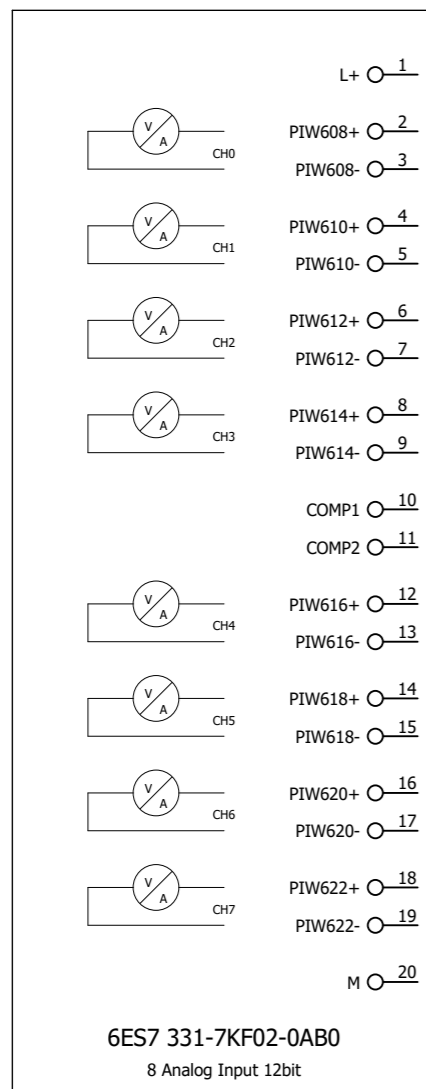 L+ 1
V A CH0 PIW608+ 2
PIW608- 3
V A CH1 PIW610+ 4
PIW610- 5
V A CH2 PIW612+ 6
PIW612- 7
V A CH3 PIW614+ 8
PIW614- 9
COMP1 10
COMP2 11
V A CH4 PIW616+ 12
PIW616- 13
V A CH5 PIW618+ 14
PIW618- 15
V A CH6 PIW620+ 16
PIW620- 17
V A CH7 PIW622+ 18
PIW622- 19
M 20
6ES7 331-7KF02-0AB0
8 Analog Input 12bit